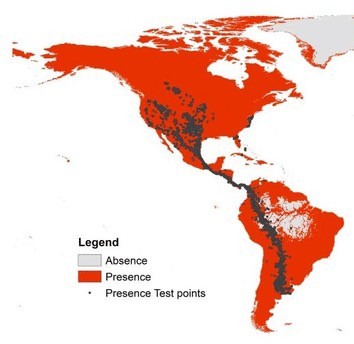 Legend
Absence
Presence
Presence Test points